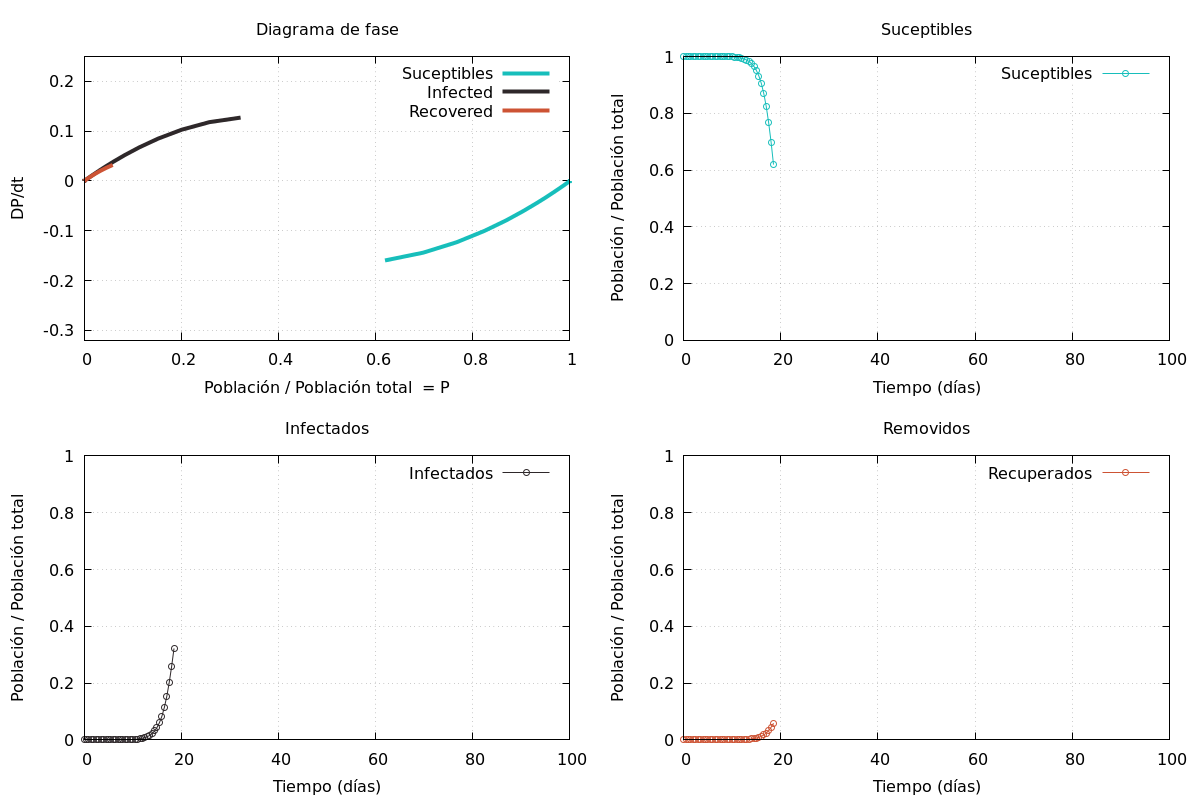 Diagrama de fase
DP/dt
0.2
0.1
0
-0.1
-0.2
-0.3
Suceptibles
Infected
Recovered
0 0.2 0.4 0.6 0.8 1
Población / Población total = P
Suceptibles
Población / Población total
1
0.8
0.6
0.4
0.2
0
Suceptibles
0 20 40 60 80 100
Tiempo (días)
Infectados
Población / Población total
1
0.8
0.6
0.4
0.2
0
Infectados
0 20 40 60 80 100
Tiempo (días)
Removidos
Población / Población total
1
0.8
0.6
0.4
0.2
0
Recuperados
0 20 40 60 80 100
Tiempo (días)